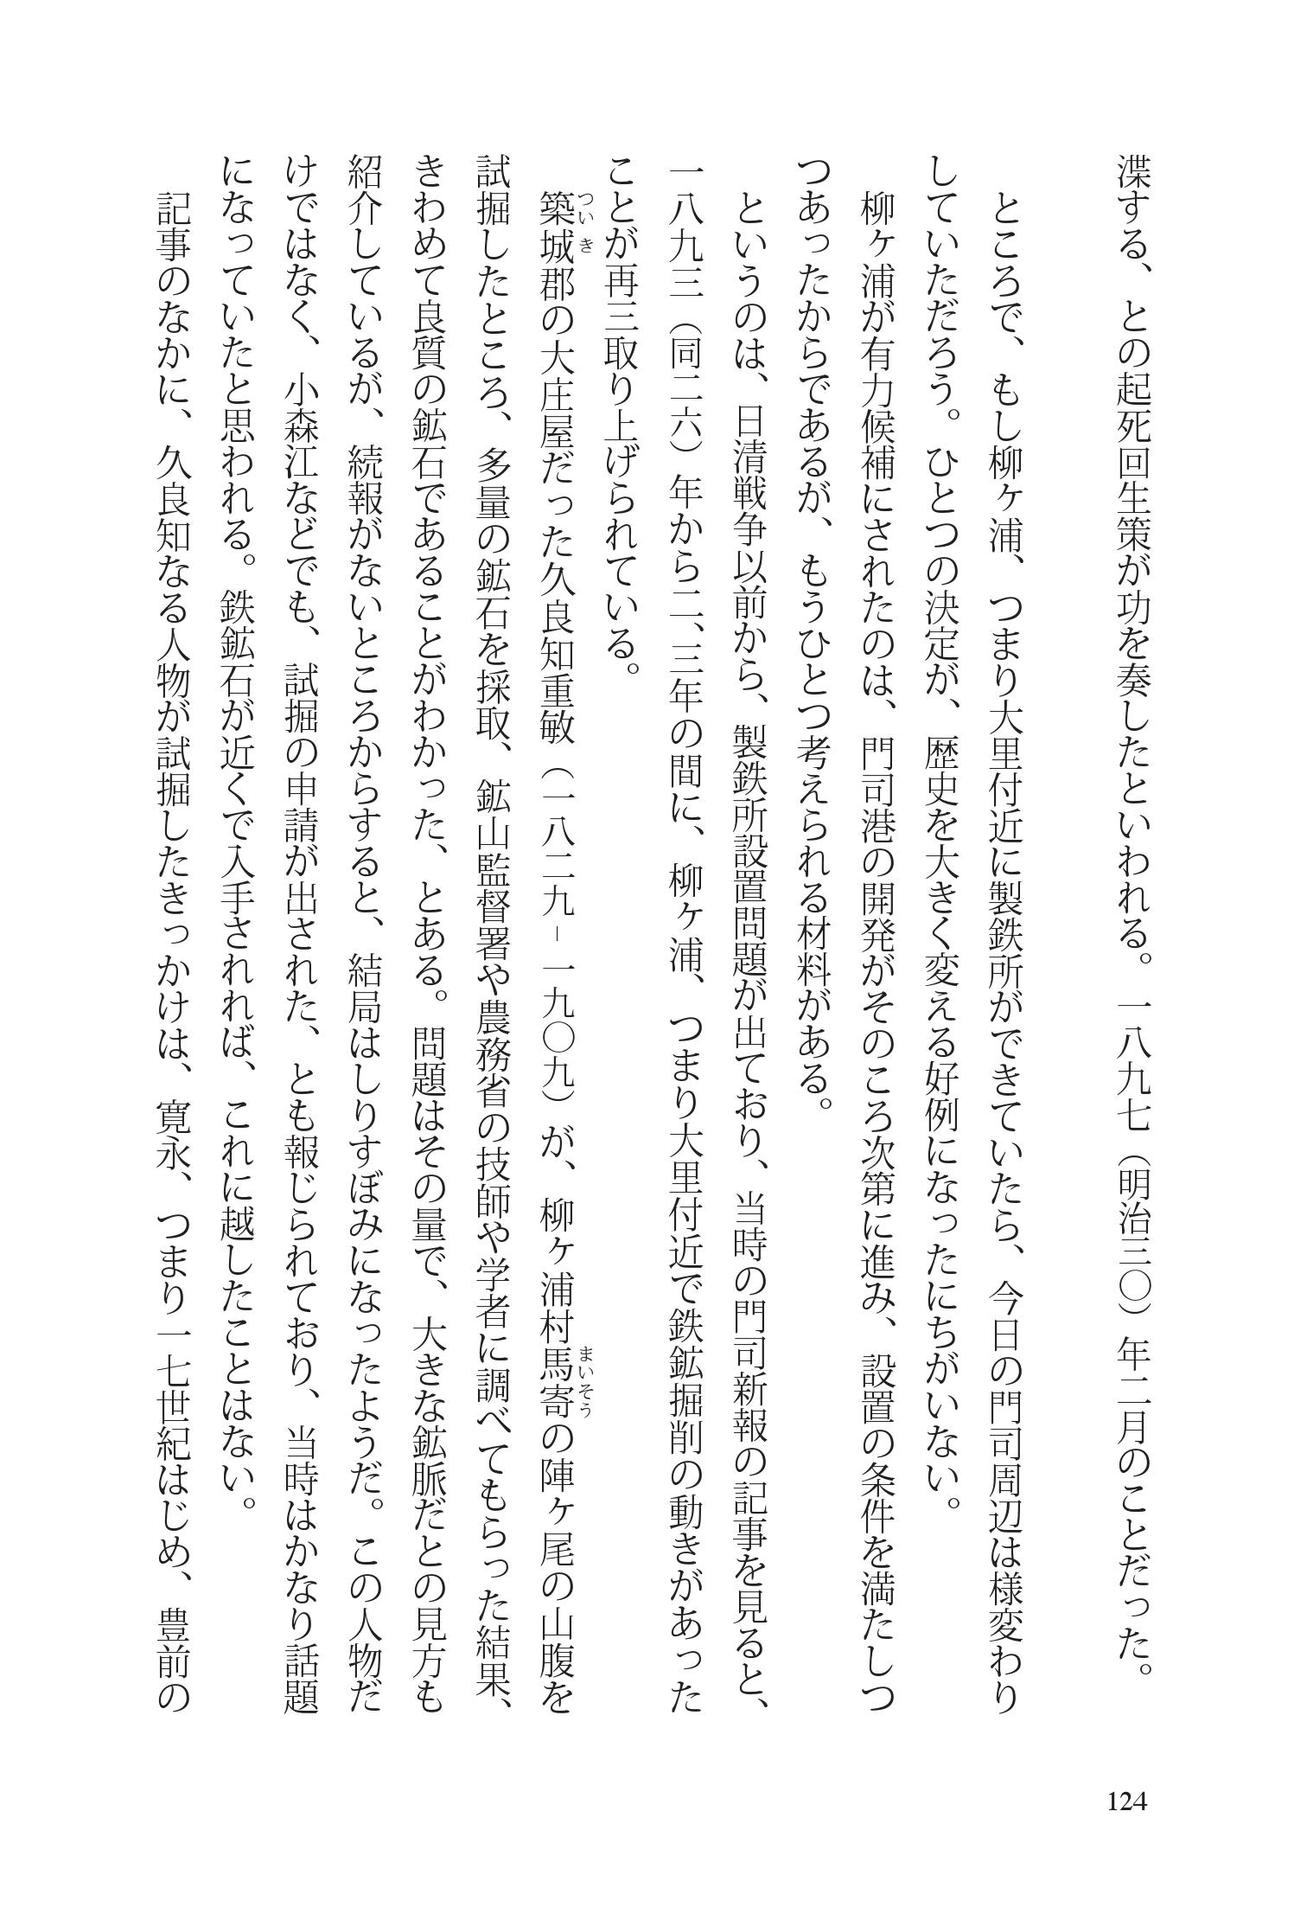 渫する、との起死回生策が功を奏したといわれる。一八九七（明治三〇）年二月のことだった。
ところで、もし柳ヶ浦、つまり大里付近に製鉄所ができていたら、今日の門司周辺は様変わり
していただろう。ひとつの決定が、歴史を大きく変える好例になったにちがいない。
柳ヶ浦が有力候補にされたのは、門司港の開発がそのころ次第に進み、設置の条件を満たしつ
つあったからであるが、もうひとつ考えられる材料がある。
というのは、日清戦争以前から、製鉄所設置問題が出ており、当時の門司新報の記事を見ると、
一八九三（同二六）年から二、三年の間に、柳ヶ浦、つまり大里付近で鉄鉱掘削の動きがあった
ことが再三取り上げられている。
築城郡の大庄屋だった久良知重敏（一八二九－一九〇九）が、柳ヶ浦村馬寄の陣ヶ尾の山腹を
ついき
まいそう
試掘したところ、多量の鉱石を採取、鉱山監督署や農務省の技師や学者に調べてもらった結果、
きわめて良質の鉱石であることがわかった、とある。問題はその量で、大きな鉱脈だとの見方も
紹介しているが、続報がないところからすると、結局はしりすぼみになったようだ。この人物だ
けではなく、小森江などでも、試掘の申請が出された、とも報じられており、当時はかなり話題
になっていたと思われる。鉄鉱石が近くで入手されれば、これに越したことはない。
記事のなかに、久良知なる人物が試掘したきっかけは、寛永、つまり一七世紀はじめ、豊前の
124